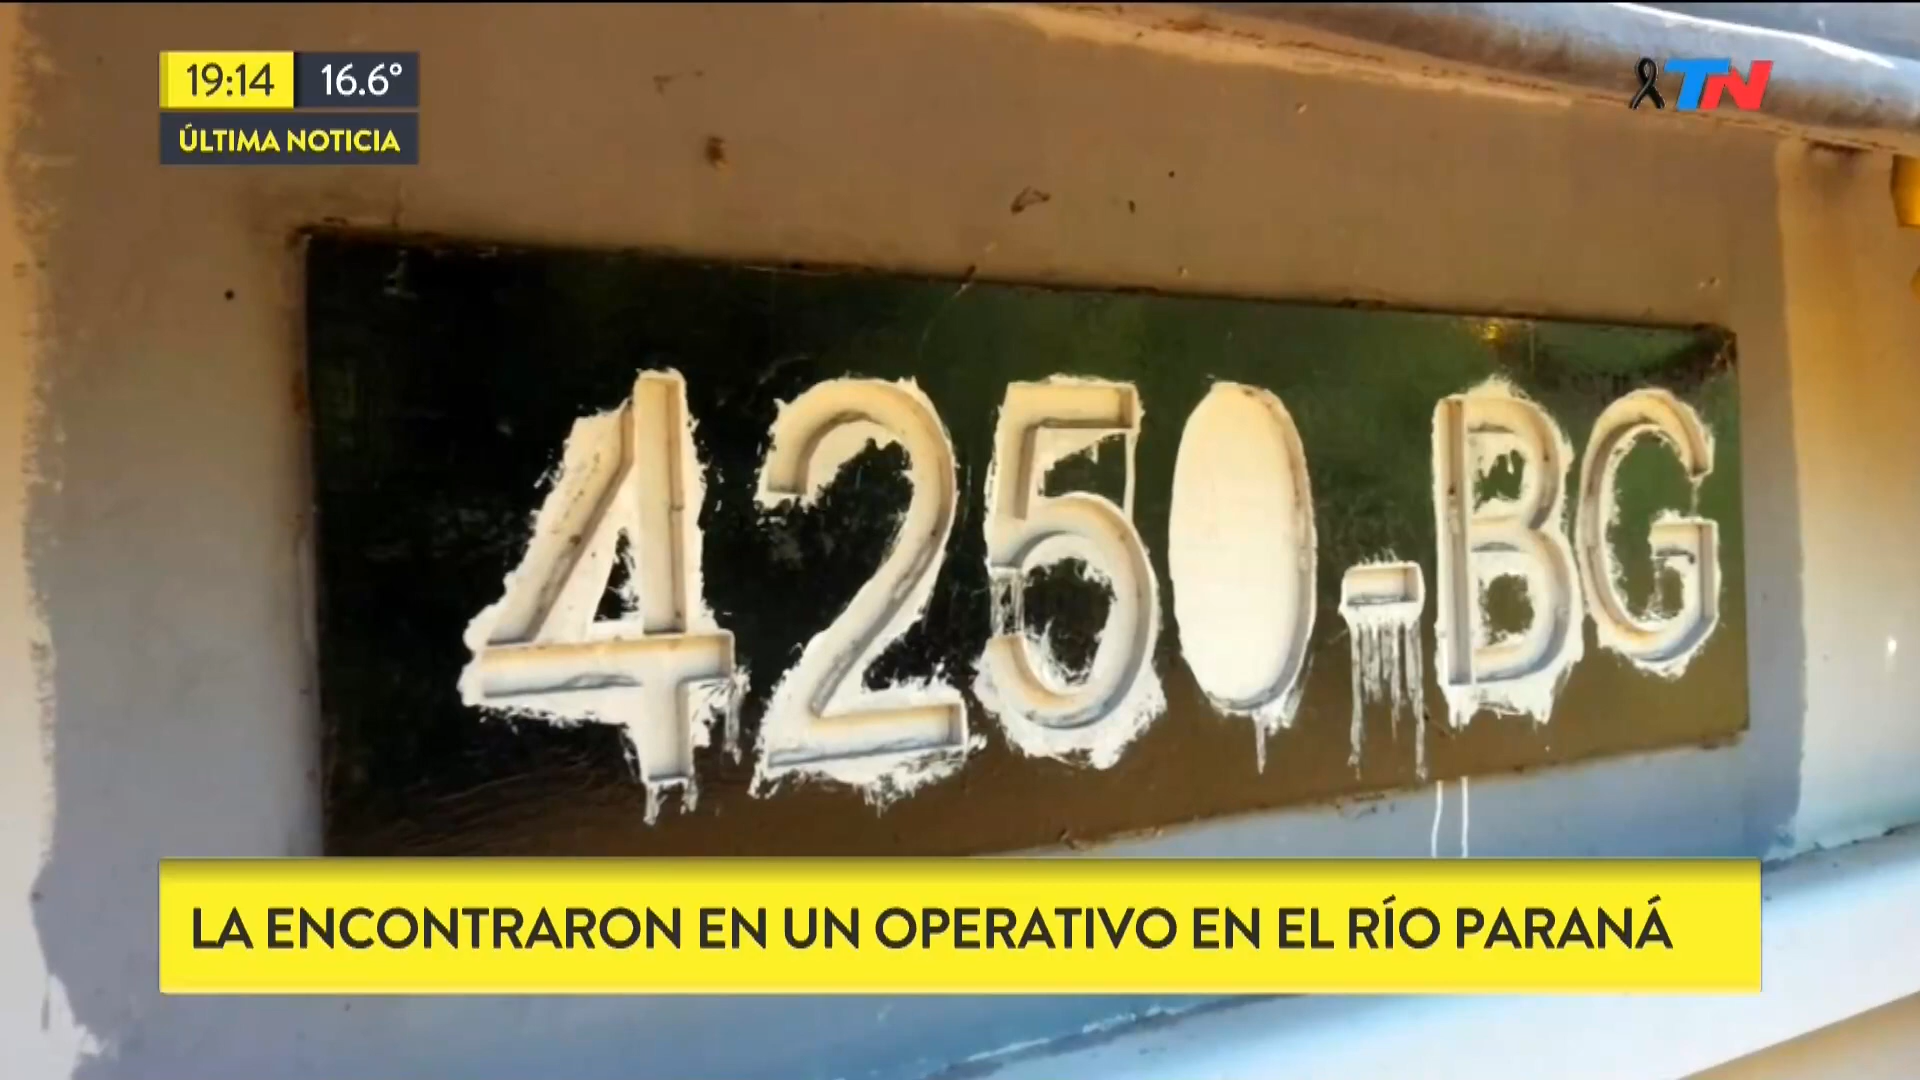 19:14 16.6°
ÚLTIMA NOTICIA
TN
4250-BG
LA ENCONTRARON EN UN OPERATIVO EN EL RÍO PARANÁ